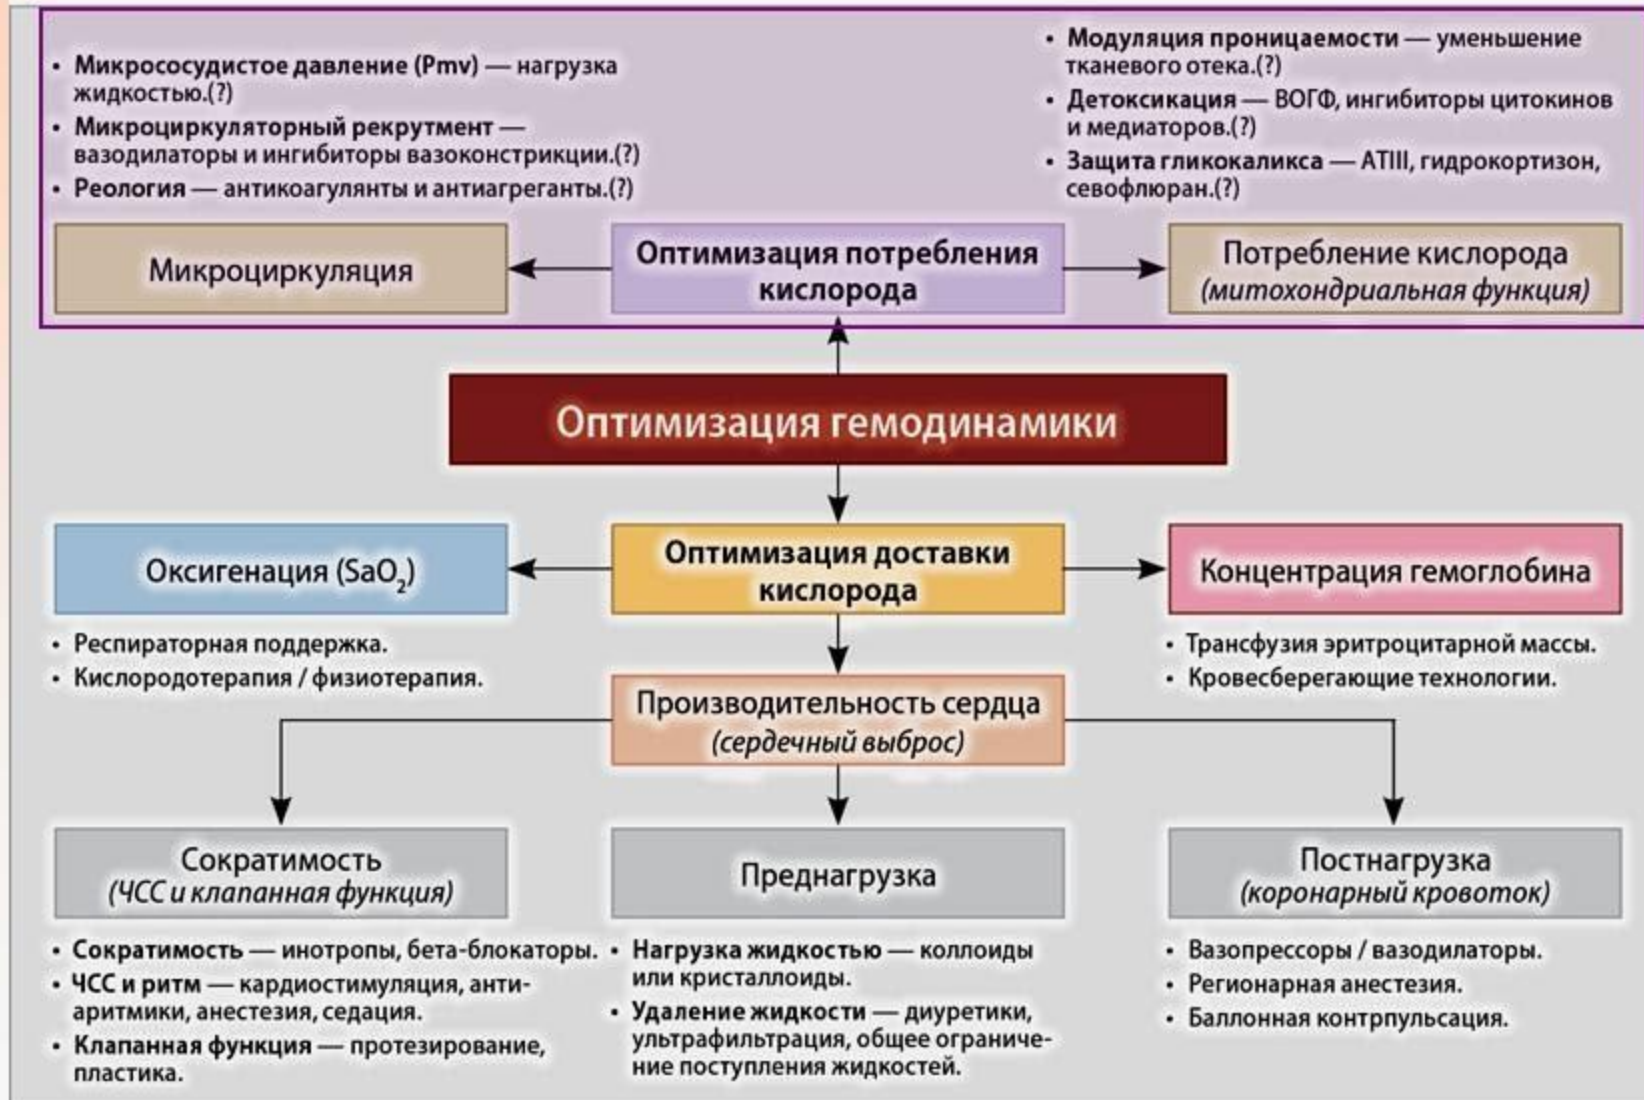 • Микрососудистое давление (Pmv) — нагрузка
жидкостью.(?)
• Микроциркуляторный рекрутмент —
вазодилаторы и ингибиторы вазоконстрикции.(?)
• Реология — антикоагулянты и антиагреганты.(?)
• Модуляция проницаемости — уменьшение
тканевого отека.(?)
• Детоксикация — ВОГФ, ингибиторы цитокинов
и медиаторов.(?)
• Защита гликокаликса — АТIII, гидрокортизон,
севофлюран.(?)
Микроциркуляция
Оптимизация потребления
кислорода
Потребление кислорода
(митохондриальная функция)
Оптимизация гемодинамики
Оксигенация (SaO₂)
Оптимизация доставки
кислорода
Концентрация гемоглобина
• Респираторная поддержка.
• Кислородотерапия / физиотерапия.
• Трансфузия эритроцитарной массы.
• Кровесберегающие технологии.
Производительность сердца
(сердечный выброс)
Сократимость
(ЧСС и клапанная функция)
Преднагрузка
Постнагрузка
(коронарный кровоток)
• Сократимость — инотропы, бета-блокаторы.
• ЧСС и ритм — кардиостимуляция, анти-
аритмики, анестезия, седация.
• Клапанная функция — протезирование,
пластика.
• Нагрузка жидкостью — коллоиды
или кристаллоиды.
• Удаление жидкости — диуретики,
ультрафильтрация, общее ограниче-
ние поступления жидкостей.
• Вазопрессоры / вазодилаторы.
• Регионарная анестезия.
• Баллонная контрпульсация.